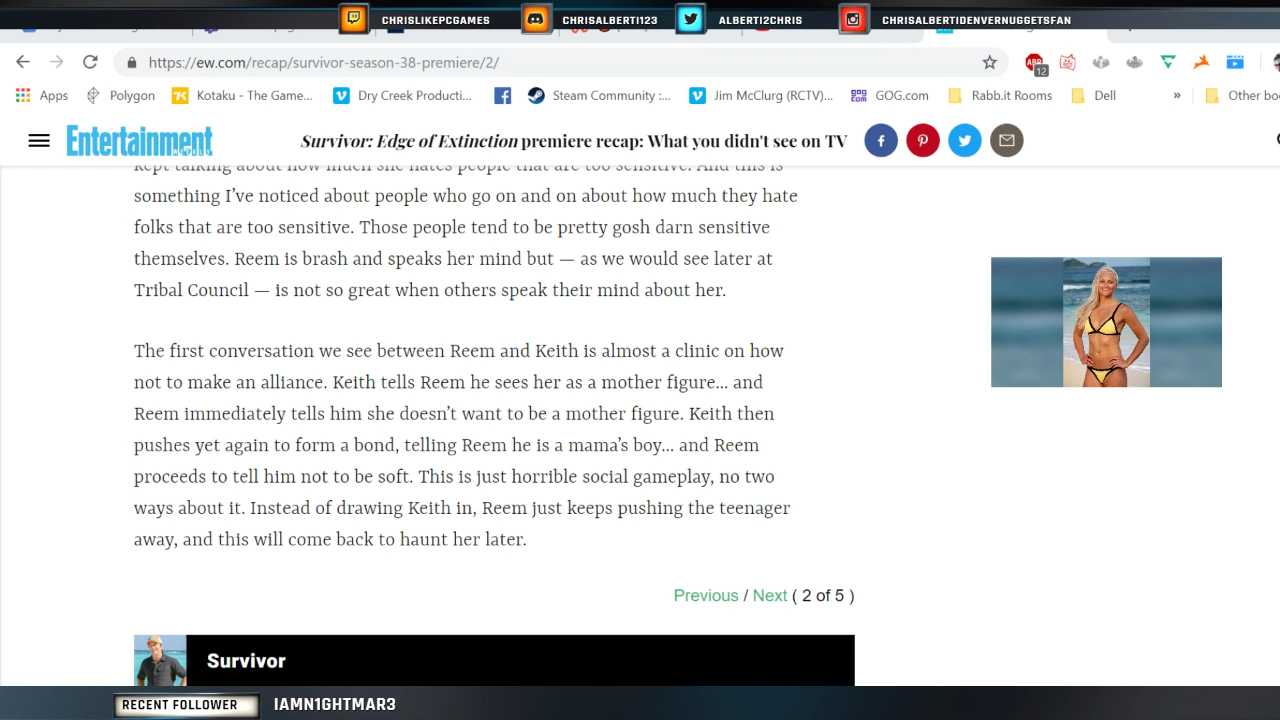 CHRISLIKEPCGAMES
CHRISALBERTI123
ALBERTI2CHRIS
CHRISALBERTIDENVERNUGGETSFAN
https://ew.com/recap/survivor-season-38-premiere/2/
ABP
12
Apps
Polygon
Kotaku - The Game...
Dry Creek Producti...
Steam Community :...
Jim McClurg (RCTV)...
GOG.com
Rabb.it Rooms
Dell
»
Other boo
Entertainment
Survivor: Edge of Extinction premiere recap: What you didn't see on TV
kept talking about how much she hates people that are too sensitive. And this is
something I’ve noticed about people who go on and on about how much they hate
folks that are too sensitive. Those people tend to be pretty gosh darn sensitive
themselves. Reem is brash and speaks her mind but — as we would see later at
Tribal Council — is not so great when others speak their mind about her.
The first conversation we see between Reem and Keith is almost a clinic on how
not to make an alliance. Keith tells Reem he sees her as a mother figure… and
Reem immediately tells him she doesn’t want to be a mother figure. Keith then
pushes yet again to form a bond, telling Reem he is a mama’s boy… and Reem
proceeds to tell him not to be soft. This is just horrible social gameplay, no two
ways about it. Instead of drawing Keith in, Reem just keeps pushing the teenager
away, and this will come back to haunt her later.
Previous / Next ( 2 of 5 )
Survivor
RECENT FOLLOWER
IAMN1GHTMAR3